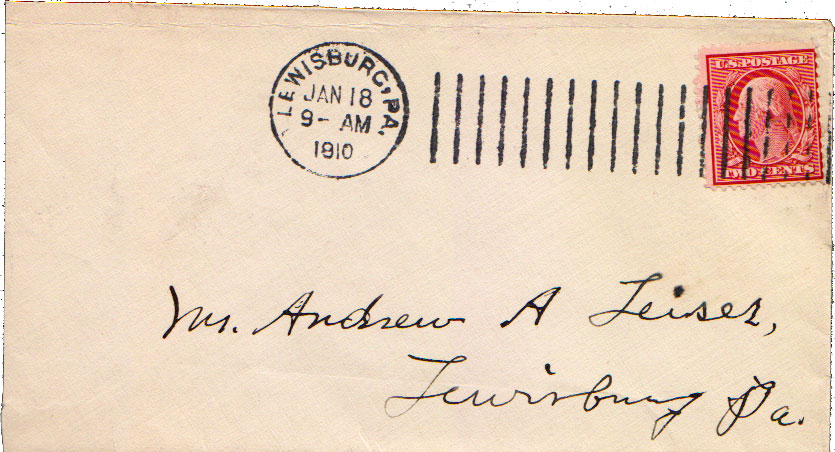 LEWISBURG, PA.
JAN 18
9- AM
1910
U.S. POSTAGE
TWO CENTS
Mr. Andrew A Leiser,
Lewisburg Pa.